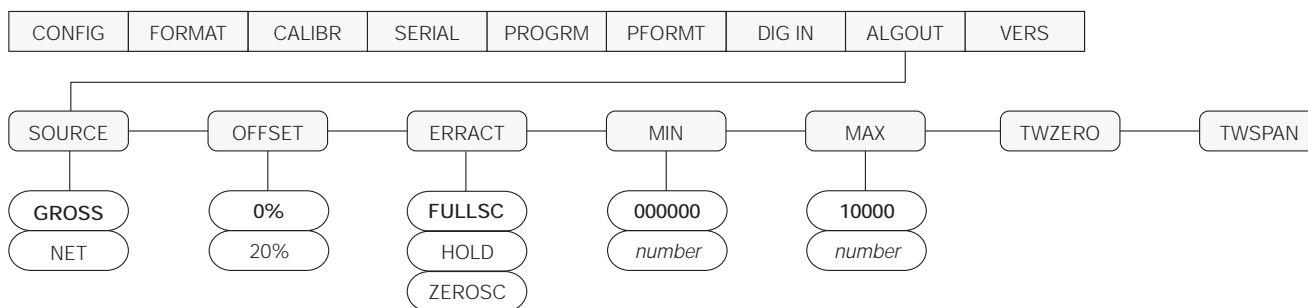 CONFIG FORMAT CALIBR SERIAL PROGRM PFORMT DIG IN ALGOUT VERS
SOURCE OFFSET ERRACT MIN MAX TWZERO TWSPAN
GROSS 0% FULLSC 000000 10000
NET 20% HOLD number number
ZEROSC